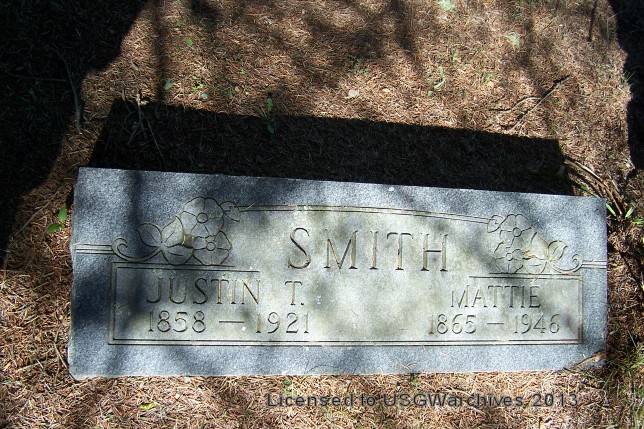 SMITH
JUSTIN T. MATTIE
1858 — 1921 1865 — 1946
Licensed to USGWarchives 2013